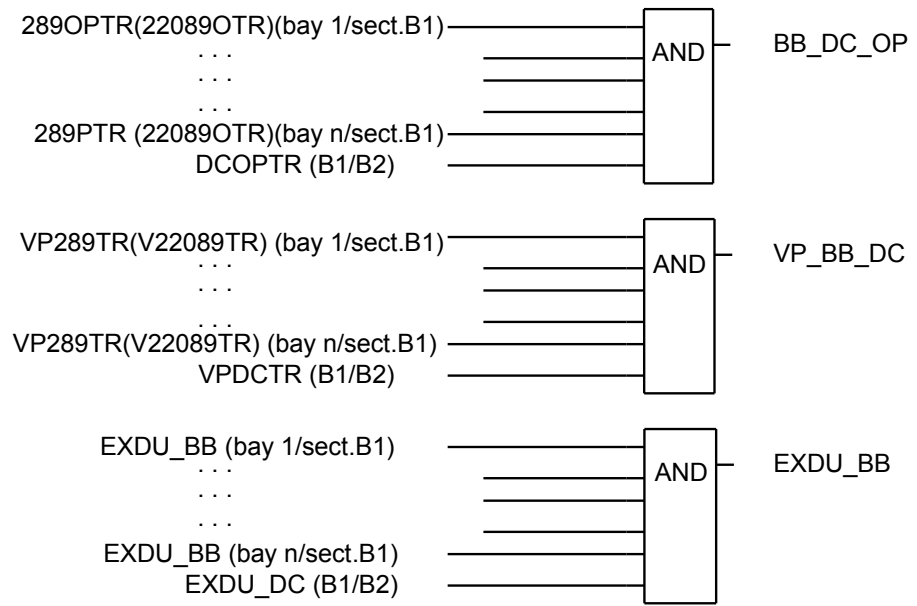 289OPTR(22089OTR)(bay 1/sect.B1)
. . .
. . .
. . .
289PTR (22089OTR)(bay n/sect.B1)
DCOPTR (B1/B2)
AND
BB_DC_OP
VP289TR(V22089TR) (bay 1/sect.B1)
. . .
. . .
. . .
VP289TR(V22089TR) (bay n/sect.B1)
VPDCTR (B1/B2)
AND
VP_BB_DC
EXDU_BB (bay 1/sect.B1)
. . .
. . .
. . .
EXDU_BB (bay n/sect.B1)
EXDU_DC (B1/B2)
AND
EXDU_BB